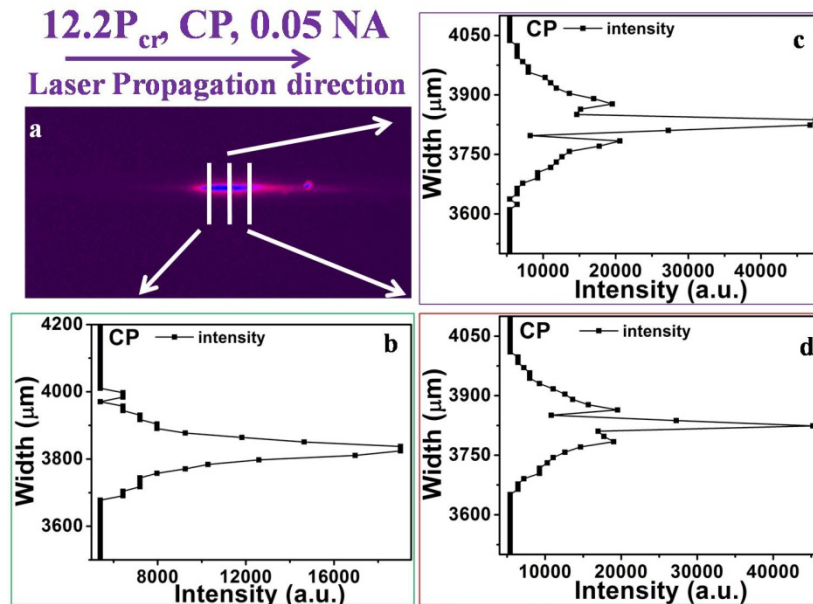 12.2P_cr, CP, 0.05 NA
Laser Propagation direction
a
c
CP intensity
4050
3900
3750
3600
Width (μm)
10000 20000 30000 40000
Intensity (a.u.)
b
CP intensity
4200
4000
3800
3600
Width (μm)
8000 12000 16000
Intensity (a.u.)
d
CP intensity
4050
3900
3750
3600
Width (μm)
10000 20000 30000 40000
Intensity (a.u.)